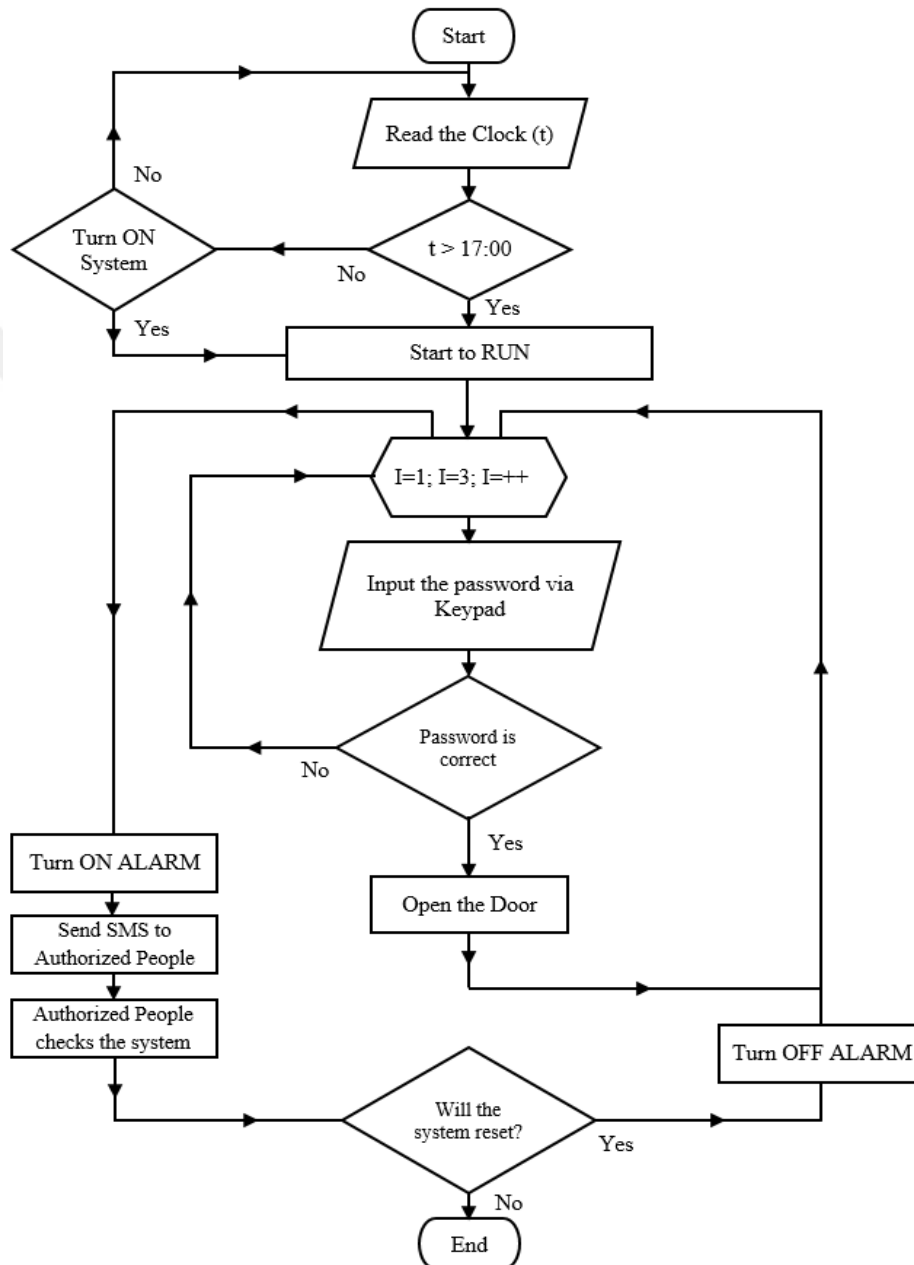 Start
Read the Clock (t)
No
Turn ON
System
No
t > 17:00
Yes
Yes
Start to RUN
I=1; I=3; I=++
Input the password via
Keypad
Password is
correct
No
Yes
Turn ON ALARM
Open the Door
Send SMS to
Authorized People
Authorized People
checks the system
Turn OFF ALARM
Will the
system reset?
Yes
No
End